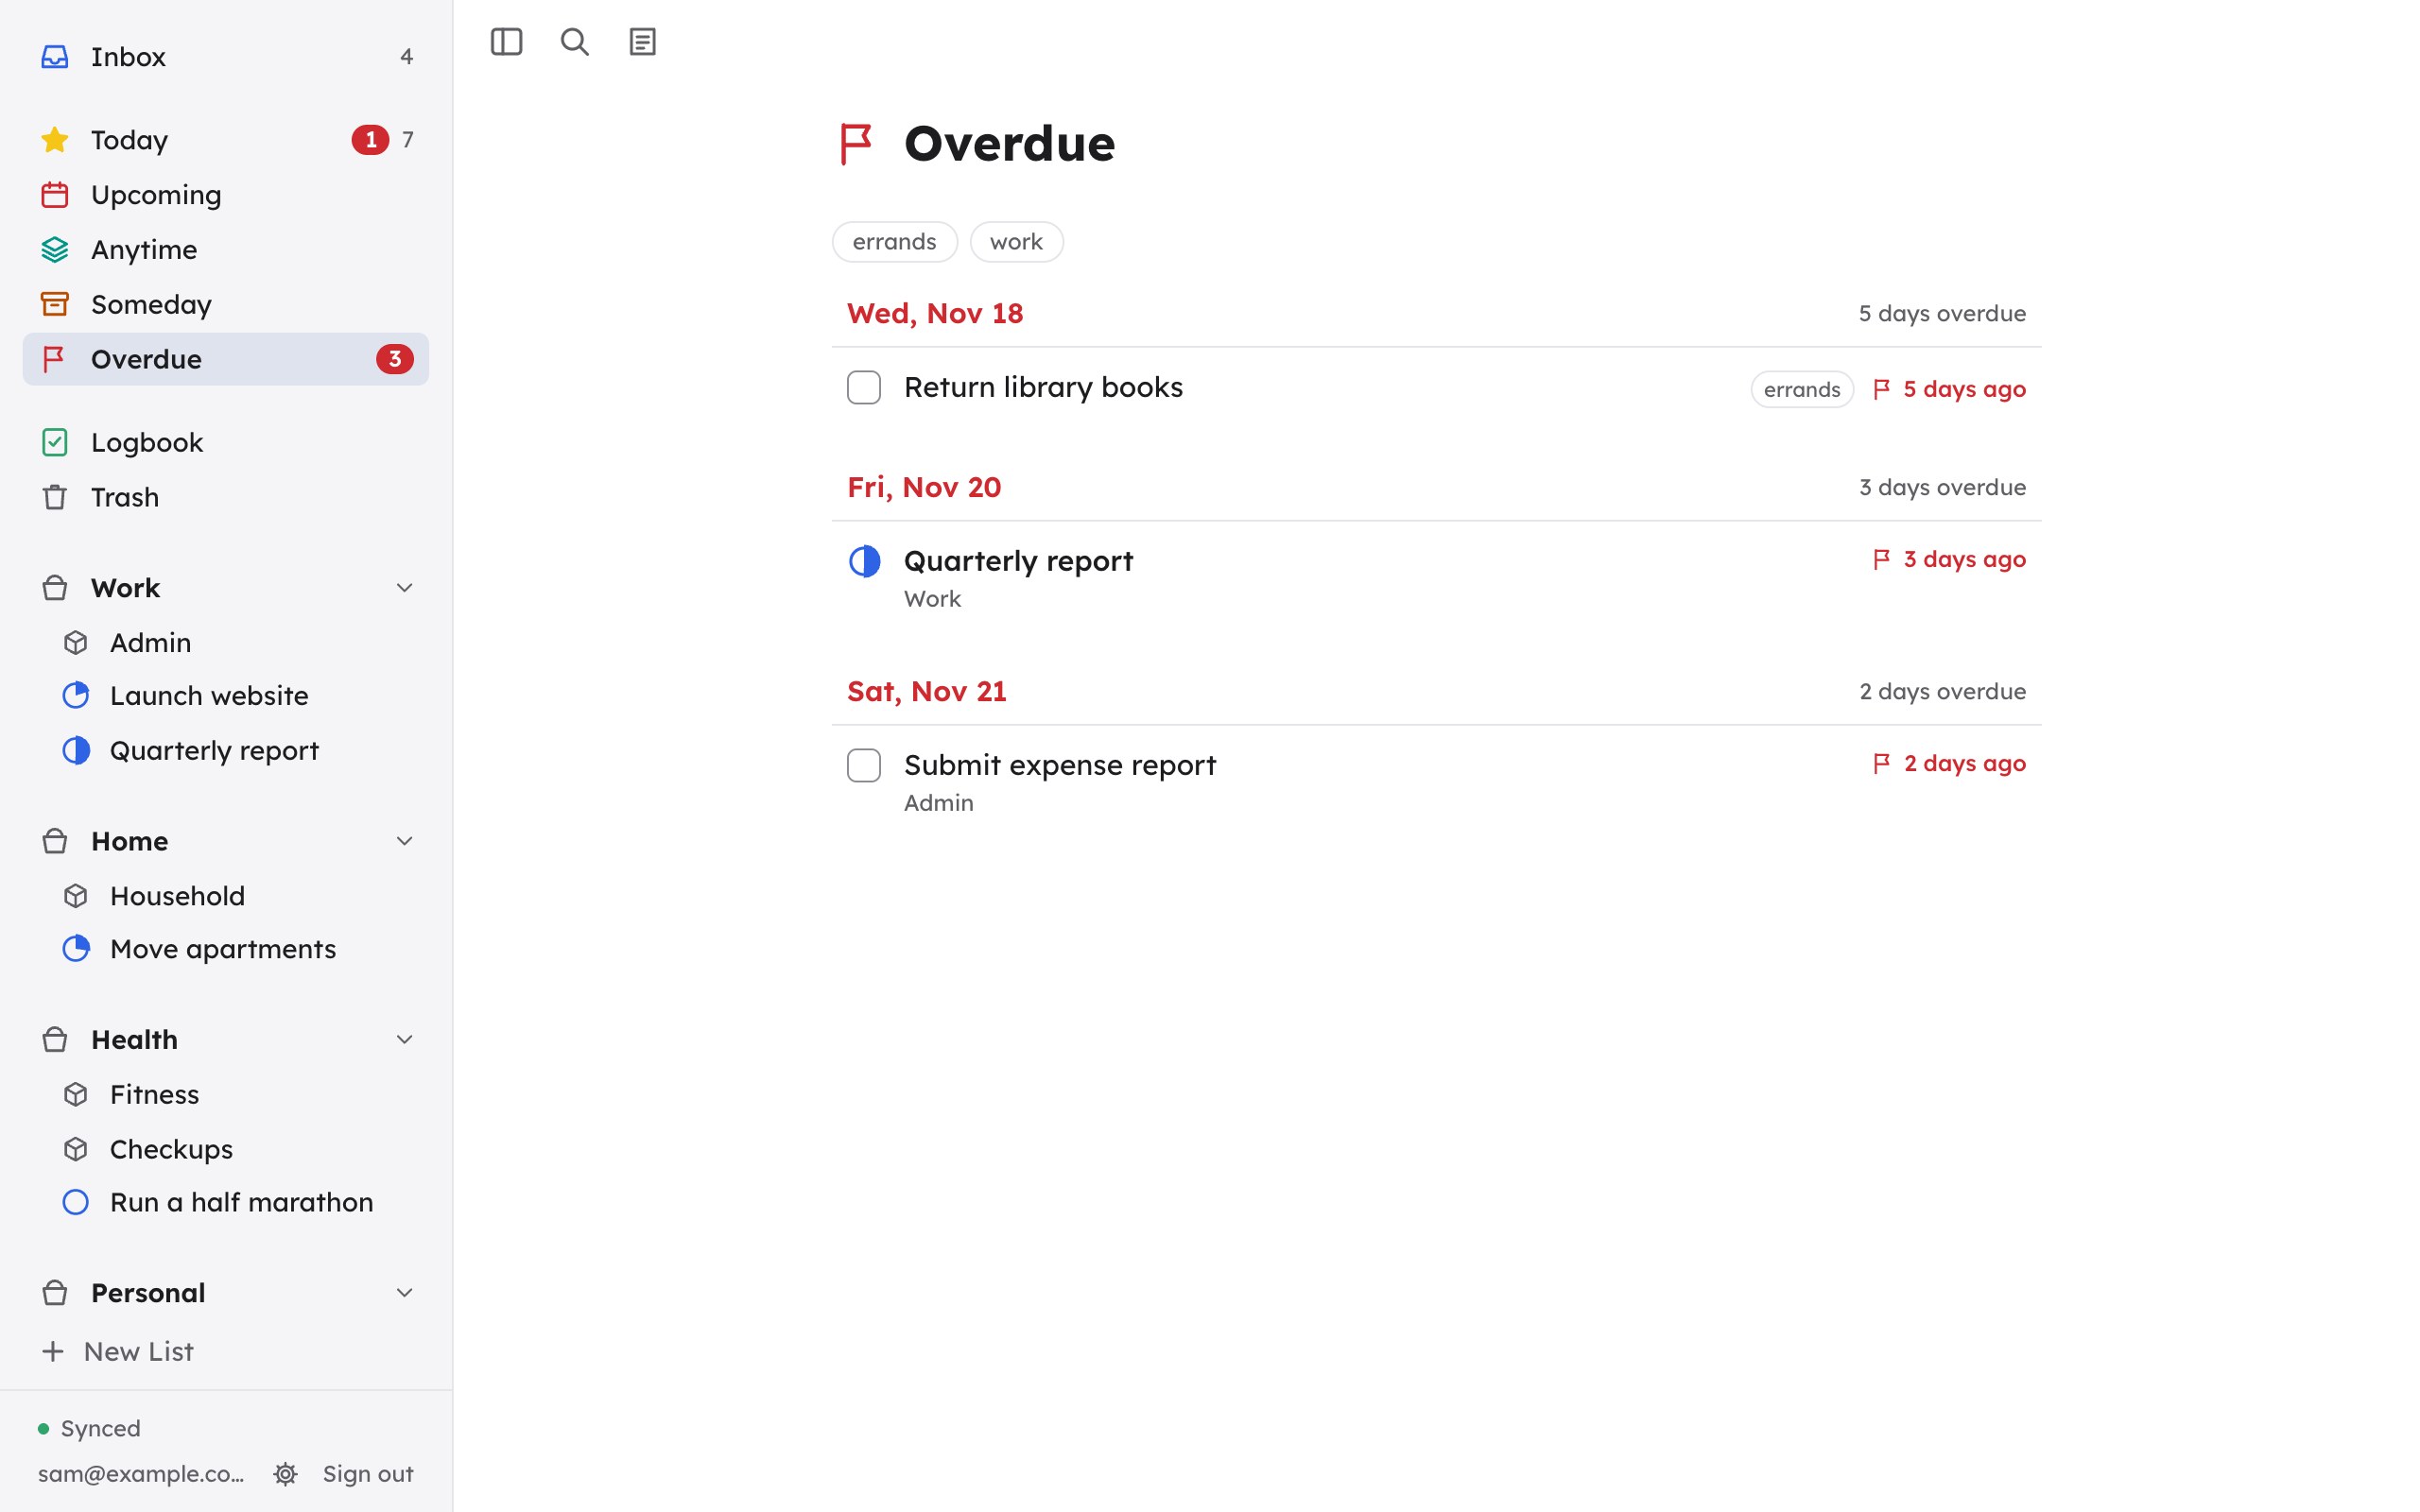 Inbox 4
Today 1 7
Upcoming
Anytime
Someday
Overdue 3
Logbook
Trash
Work
Admin
Launch website
Quarterly report
Home
Household
Move apartments
Health
Fitness
Checkups
Run a half marathon
Personal
New List
Synced
sam@example.co... Sign out
Overdue
errands work
Wed, Nov 18 5 days overdue
Return library books errands 5 days ago
Fri, Nov 20 3 days overdue
Quarterly report 3 days ago
Work
Sat, Nov 21 2 days overdue
Submit expense report 2 days ago
Admin